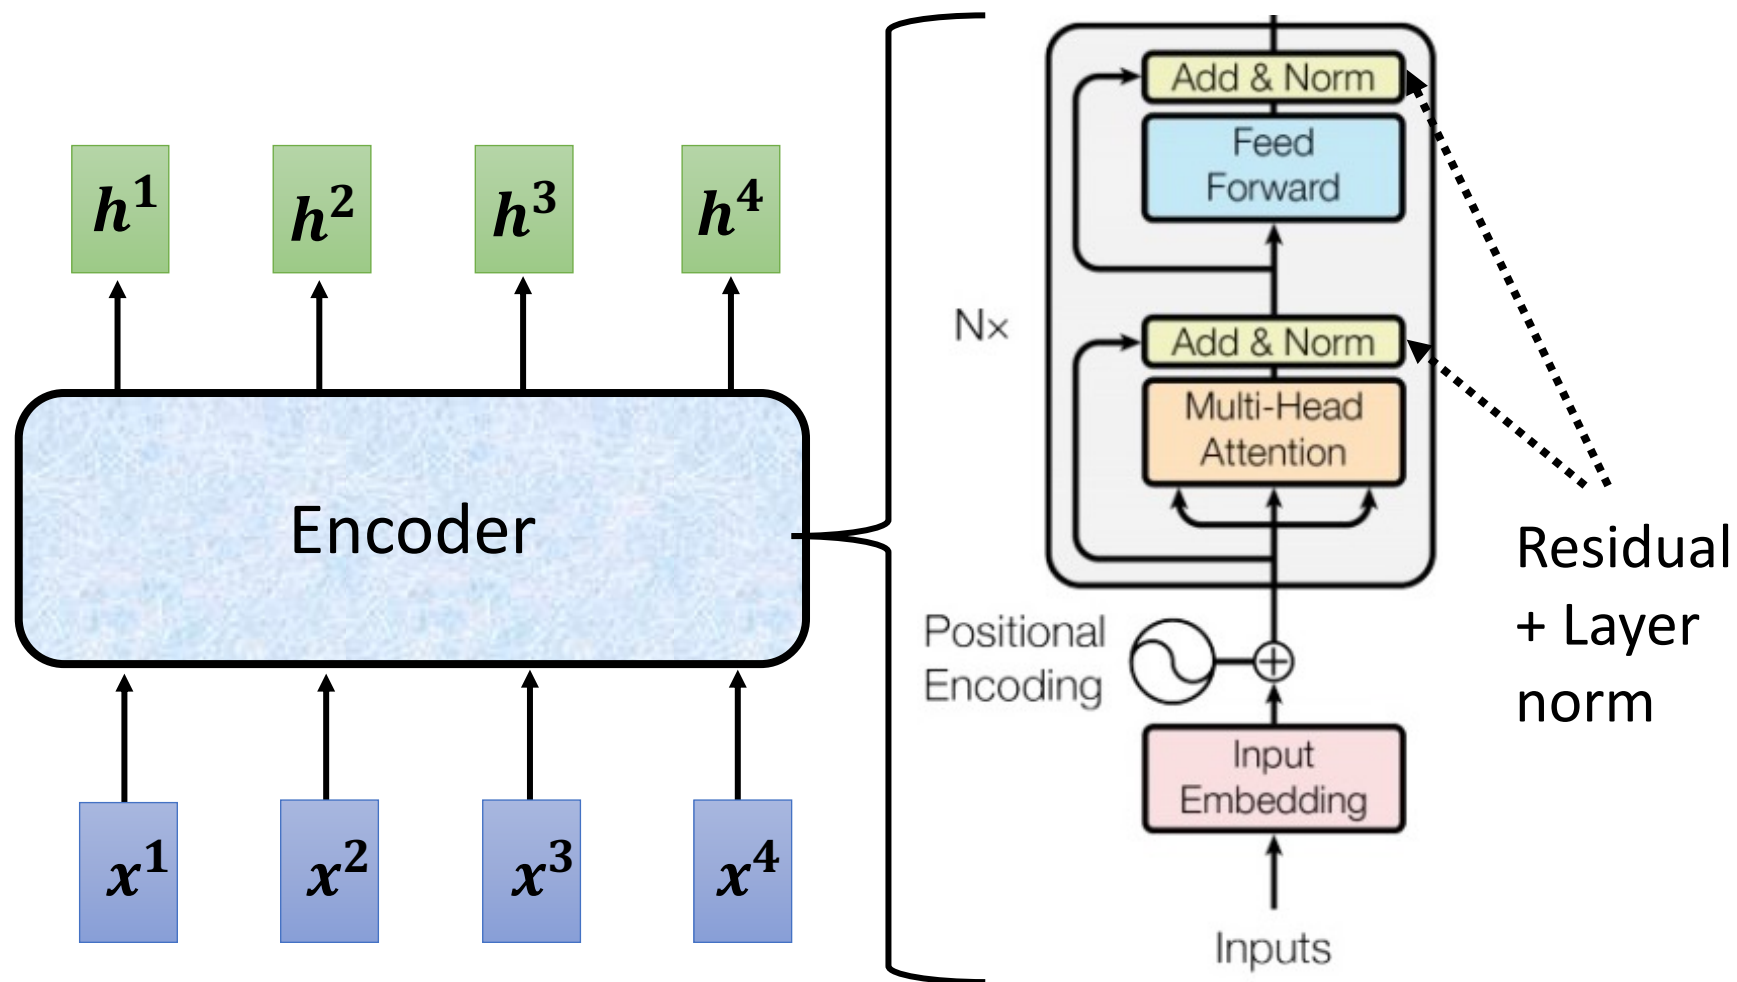 h¹ h² h³ h⁴
Encoder
x¹ x² x³ x⁴
Add & Norm
Feed
Forward
N×
Add & Norm
Multi-Head
Attention
Positional
Encoding
Input
Embedding
Inputs
Residual
+ Layer
norm